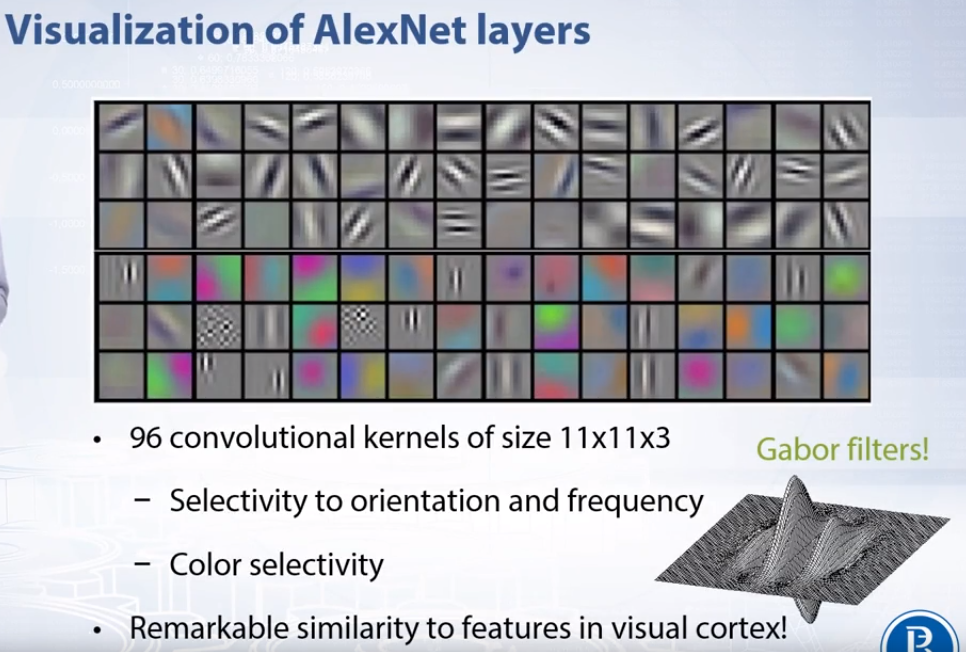 Visualization of AlexNet layers
• 96 convolutional kernels of size 11x11x3
Gabor filters!
– Selectivity to orientation and frequency
– Color selectivity
• Remarkable similarity to features in visual cortex!